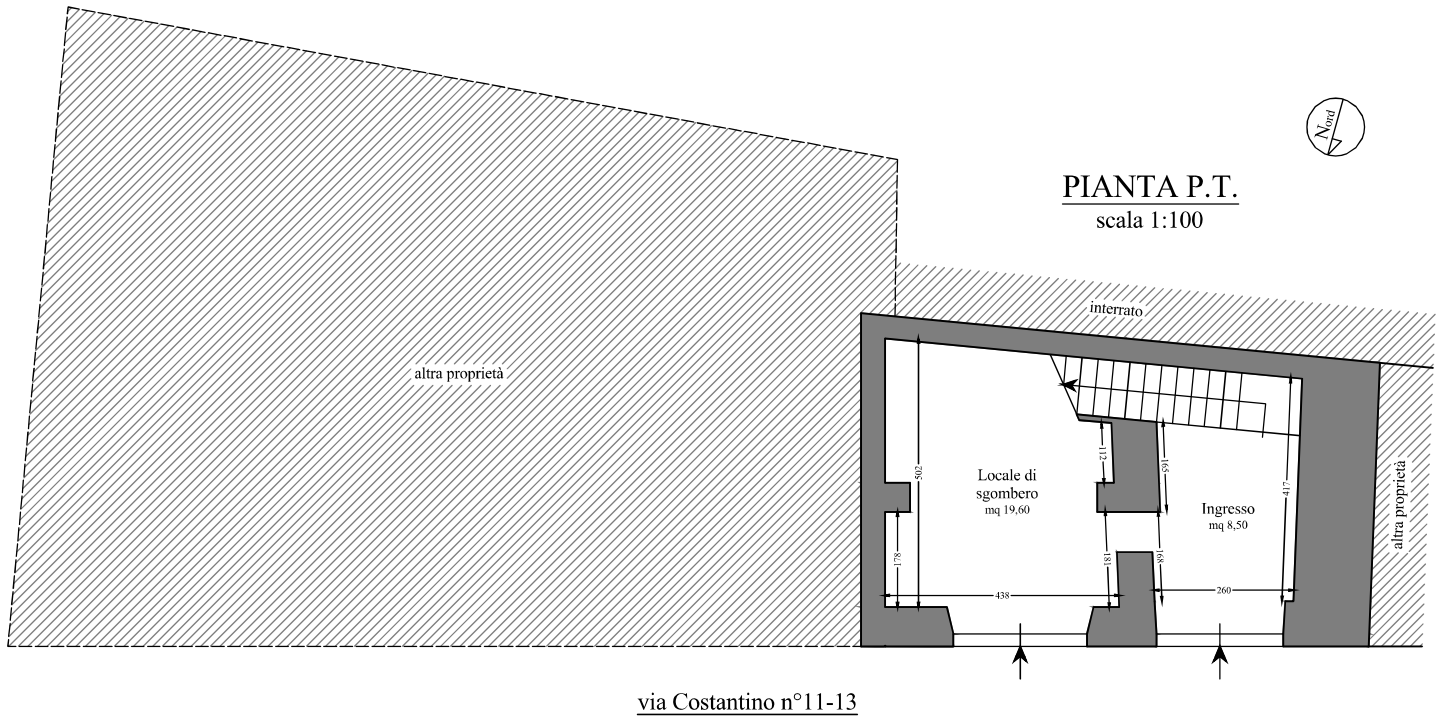 Nord
PIANTA P.T.
scala 1:100
interrato
altra proprietà
502
112
165
417
Locale di
sgombero
mq 19,60
Ingresso
mq 8,50
altra proprietà
178
181
168
438
260
via Costantino n°11-13